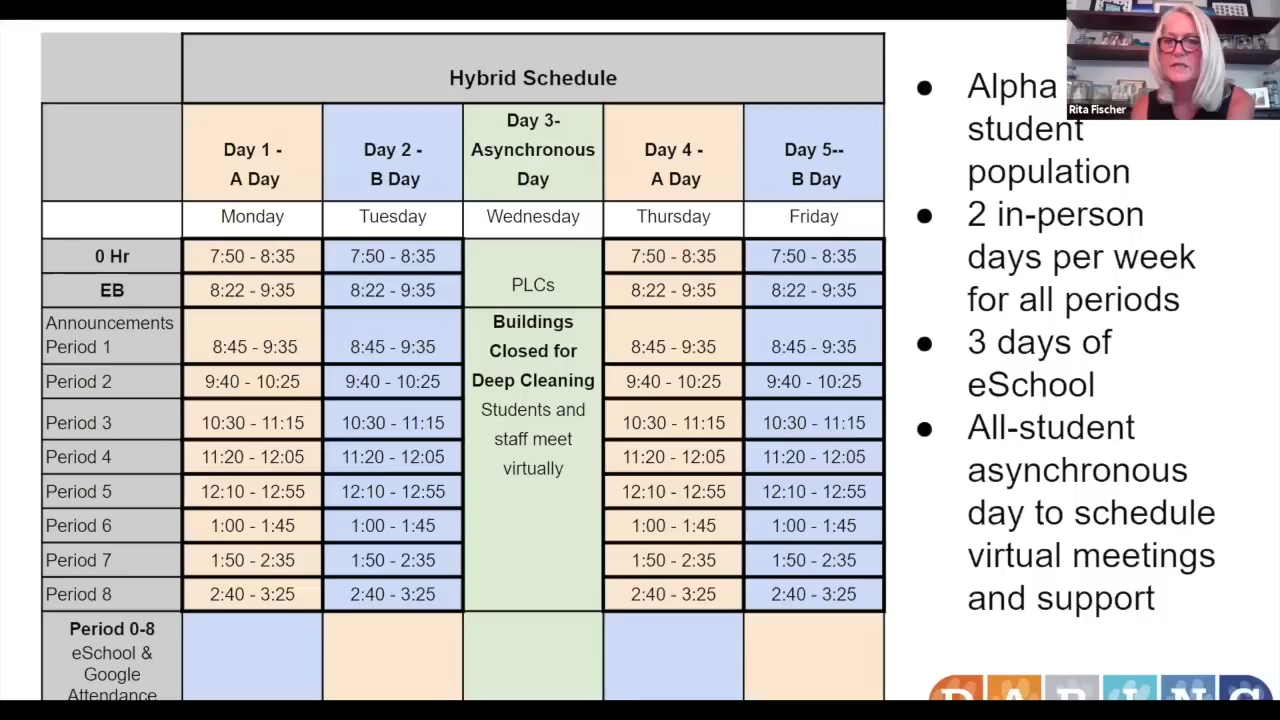 Hybrid Schedule
Day 1 - A Day
Day 2 - B Day
Day 3- Asynchronous Day
Day 4 - A Day
Day 5-- B Day
Monday Tuesday Wednesday Thursday Friday
0 Hr 7:50 - 8:35 7:50 - 8:35 7:50 - 8:35 7:50 - 8:35
EB 8:22 - 9:35 8:22 - 9:35 PLCs 8:22 - 9:35 8:22 - 9:35
Announcements
Period 1 8:45 - 9:35 8:45 - 9:35 8:45 - 9:35 8:45 - 9:35
Period 2 9:40 - 10:25 9:40 - 10:25 9:40 - 10:25 9:40 - 10:25
Period 3 10:30 - 11:15 10:30 - 11:15 10:30 - 11:15 10:30 - 11:15
Period 4 11:20 - 12:05 11:20 - 12:05 11:20 - 12:05 11:20 - 12:05
Period 5 12:10 - 12:55 12:10 - 12:55 12:10 - 12:55 12:10 - 12:55
Period 6 1:00 - 1:45 1:00 - 1:45 1:00 - 1:45 1:00 - 1:45
Period 7 1:50 - 2:35 1:50 - 2:35 1:50 - 2:35 1:50 - 2:35
Period 8 2:40 - 3:25 2:40 - 3:25 2:40 - 3:25 2:40 - 3:25
Buildings
Closed for
Deep Cleaning
Students and
staff meet
virtually
Period 0-8
eSchool &
Google
Attendance
● Alpha
student
population
● 2 in-person
days per week
for all periods
● 3 days of
eSchool
● All-student
asynchronous
day to schedule
virtual meetings
and support
Rita Fischer
DARING